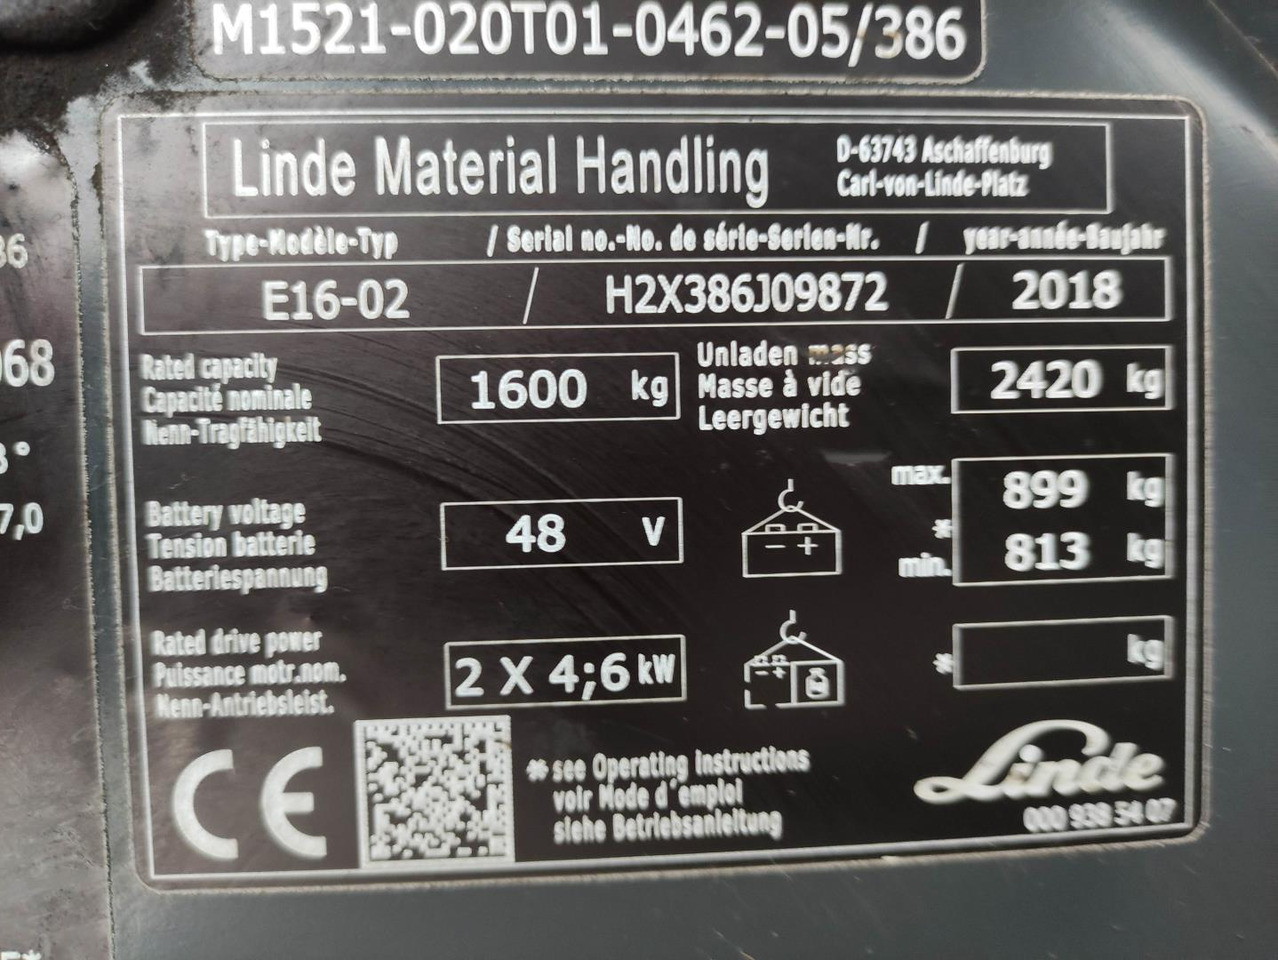 M1521-020T01-0462-05/386
Linde Material Handling
D-63743 Aschaffenburg
Carl-von-Linde-Platz
Type-Modèle-Typ / Serial no.-No. de série-Serien-Nr. / year-année-Baujahr
E16-02 / H2X386J09872 / 2018
Rated capacity
Capacité nominale
Nenn-Tragfähigkeit
1600 kg
Unladen mass
Masse à vide
Leergewicht
2420 kg
Battery voltage
Tension batterie
Batteriespannung
48 V
max. 899 kg
*
min. 813 kg
Rated drive power
Puissance motr.nom.
Nenn-Antriebsleist.
2 X 4;6 kW
* kg
CE
* see Operating Instructions
voir Mode d'emploi
siehe Betriebsanleitung
Linde
000 938 54 07
068
7,0